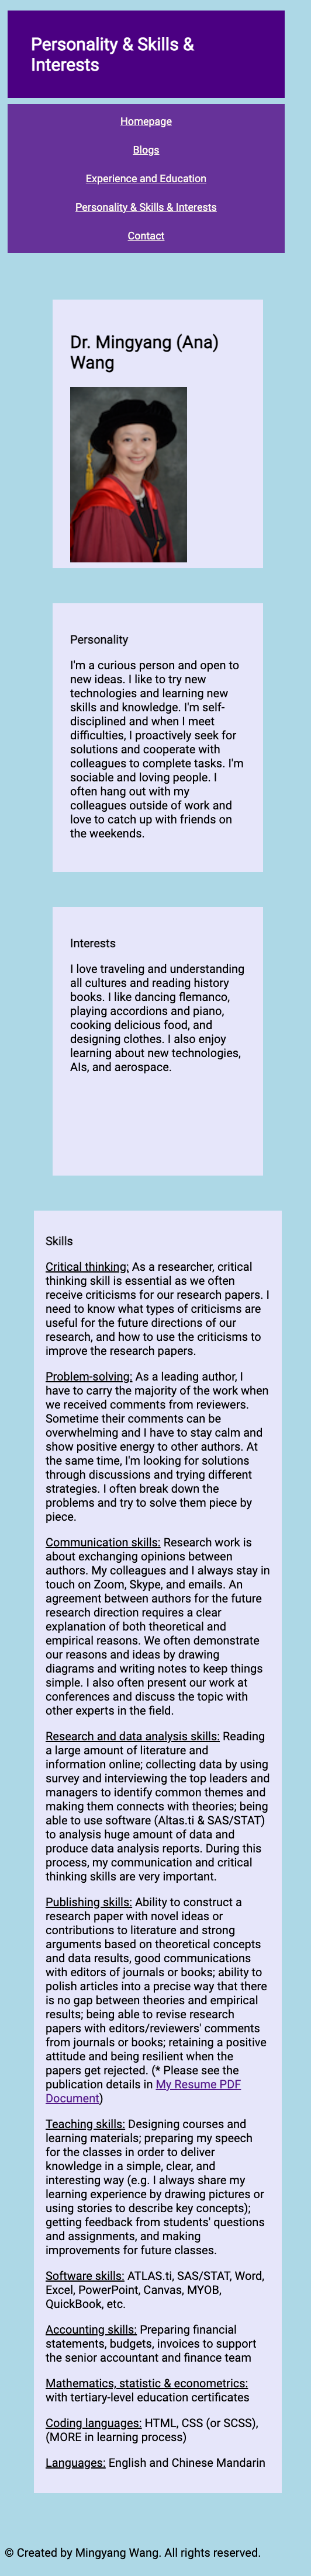 Personality & Skills &
Interests
Homepage
Blogs
Experience and Education
Personality & Skills & Interests
Contact
Dr. Mingyang (Ana)
Wang
Personality
I'm a curious person and open to
new ideas. I like to try new
technologies and learning new
skills and knowledge. I'm self-
disciplined and when I meet
difficulties, I proactively seek for
solutions and cooperate with
colleagues to complete tasks. I'm
sociable and loving people. I
often hang out with my
colleagues outside of work and
love to catch up with friends on
the weekends.
Interests
I love traveling and understanding
all cultures and reading history
books. I like dancing flemanco,
playing accordions and piano,
cooking delicious food, and
designing clothes. I also enjoy
learning about new technologies,
AIs, and aerospace.
Skills
Critical thinking: As a researcher, critical
thinking skill is essential as we often
receive criticisms for our research papers. I
need to know what types of criticisms are
useful for the future directions of our
research, and how to use the criticisms to
improve the research papers.
Problem-solving: As a leading author, I
have to carry the majority of the work when
we received comments from reviewers.
Sometime their comments can be
overwhelming and I have to stay calm and
show positive energy to other authors. At
the same time, I'm looking for solutions
through discussions and trying different
strategies. I often break down the
problems and try to solve them piece by
piece.
Communication skills: Research work is
about exchanging opinions between
authors. My colleagues and I always stay in
touch on Zoom, Skype, and emails. An
agreement between authors for the future
research direction requires a clear
explanation of both theoretical and
empirical reasons. We often demonstrate
our reasons and ideas by drawing
diagrams and writing notes to keep things
simple. I also often present our work at
conferences and discuss the topic with
other experts in the field.
Research and data analysis skills: Reading
a large amount of literature and
information online; collecting data by using
survey and interviewing the top leaders and
managers to identify common themes and
making them connects with theories; being
able to use software (Altas.ti & SAS/STAT)
to analysis huge amount of data and
produce data analysis reports. During this
process, my communication and critical
thinking skills are very important.
Publishing skills: Ability to construct a
research paper with novel ideas or
contributions to literature and strong
arguments based on theoretical concepts
and data results, good communications
with editors of journals or books; ability to
polish articles into a precise way that there
is no gap between theories and empirical
results; being able to revise research
papers with editors/reviewers' comments
from journals or books; retaining a positive
attitude and being resilient when the
papers get rejected. (* Please see the
publication details in My Resume PDF
Document)
Teaching skills: Designing courses and
learning materials; preparing my speech
for the classes in order to deliver
knowledge in a simple, clear, and
interesting way (e.g. I always share my
learning experience by drawing pictures or
using stories to describe key concepts);
getting feedback from students' questions
and assignments, and making
improvements for future classes.
Software skills: ATLAS.ti, SAS/STAT, Word,
Excel, PowerPoint, Canvas, MYOB,
QuickBook, etc.
Accounting skills: Preparing financial
statements, budgets, invoices to support
the senior accountant and finance team
Mathematics, statistic & econometrics:
with tertiary-level education certificates
Coding languages: HTML, CSS (or SCSS),
(MORE in learning process)
Languages: English and Chinese Mandarin
© Created by Mingyang Wang. All rights reserved.